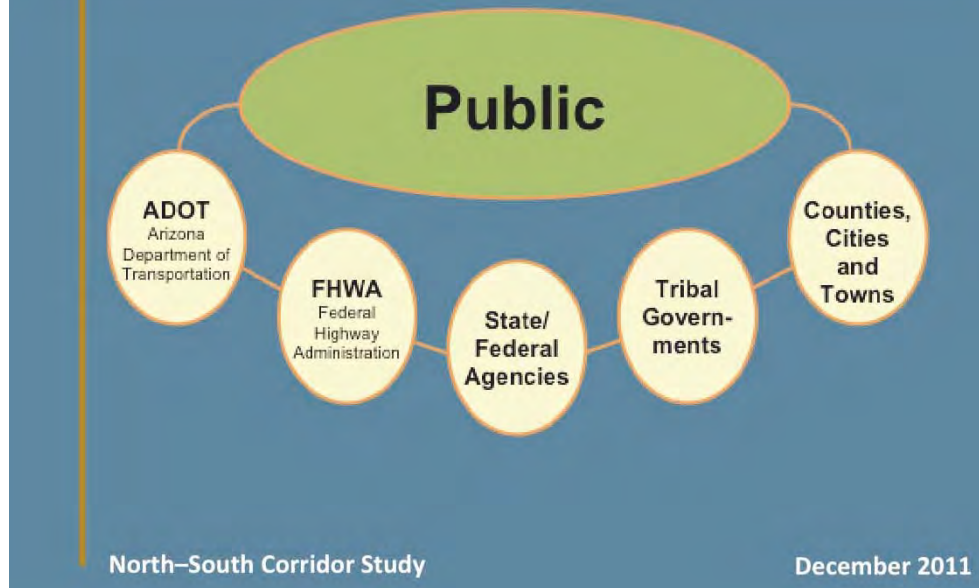 Public
ADOT
Arizona
Department of
Transportation
FHWA
Federal
Highway
Administration
State/
Federal
Agencies
Tribal
Govern-
ments
Counties,
Cities
and
Towns
North–South Corridor Study
December 2011